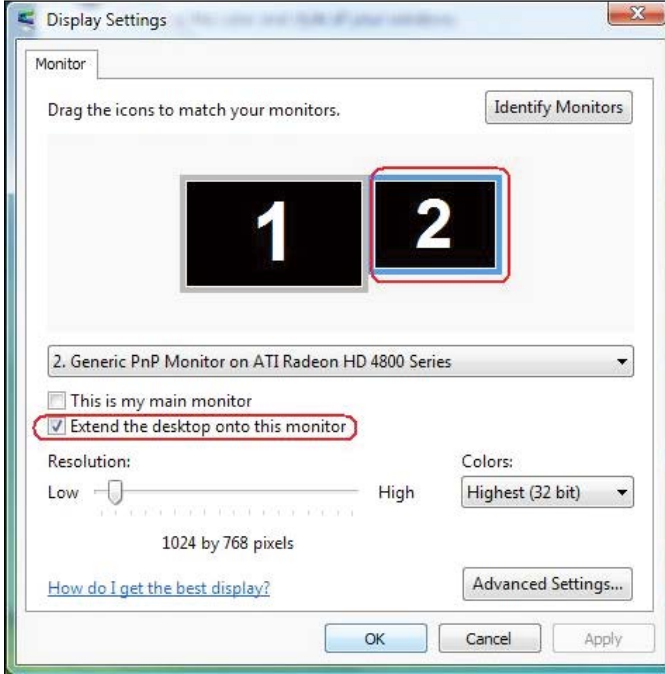 Display Settings
Monitor
Drag the icons to match your monitors.
Identify Monitors
1
2
2. Generic PnP Monitor on ATI Radeon HD 4800 Series
This is my main monitor
Extend the desktop onto this monitor
Resolution:
Colors:
Low
High
Highest (32 bit)
1024 by 768 pixels
How do I get the best display?
Advanced Settings...
OK
Cancel
Apply